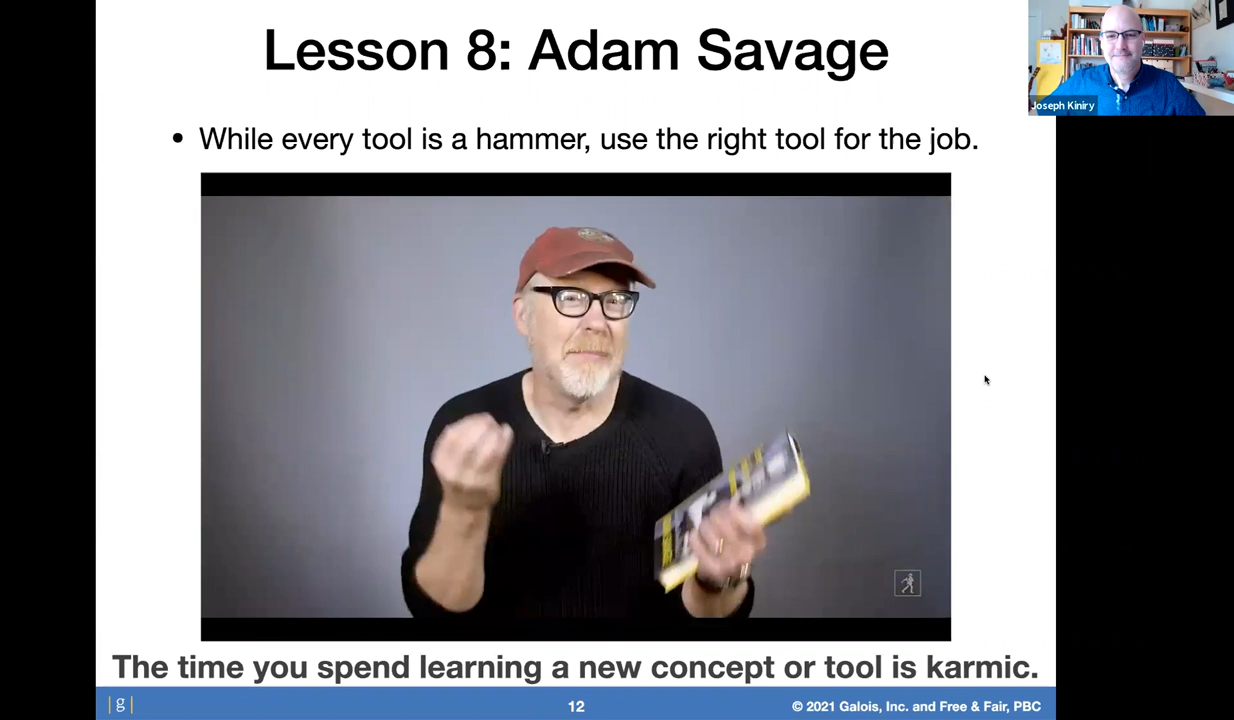 Lesson 8: Adam Savage
Joseph Kiniry
• While every tool is a hammer, use the right tool for the job.
The time you spend learning a new concept or tool is karmic.
|g|
12
© 2021 Galois, Inc. and Free & Fair, PBC